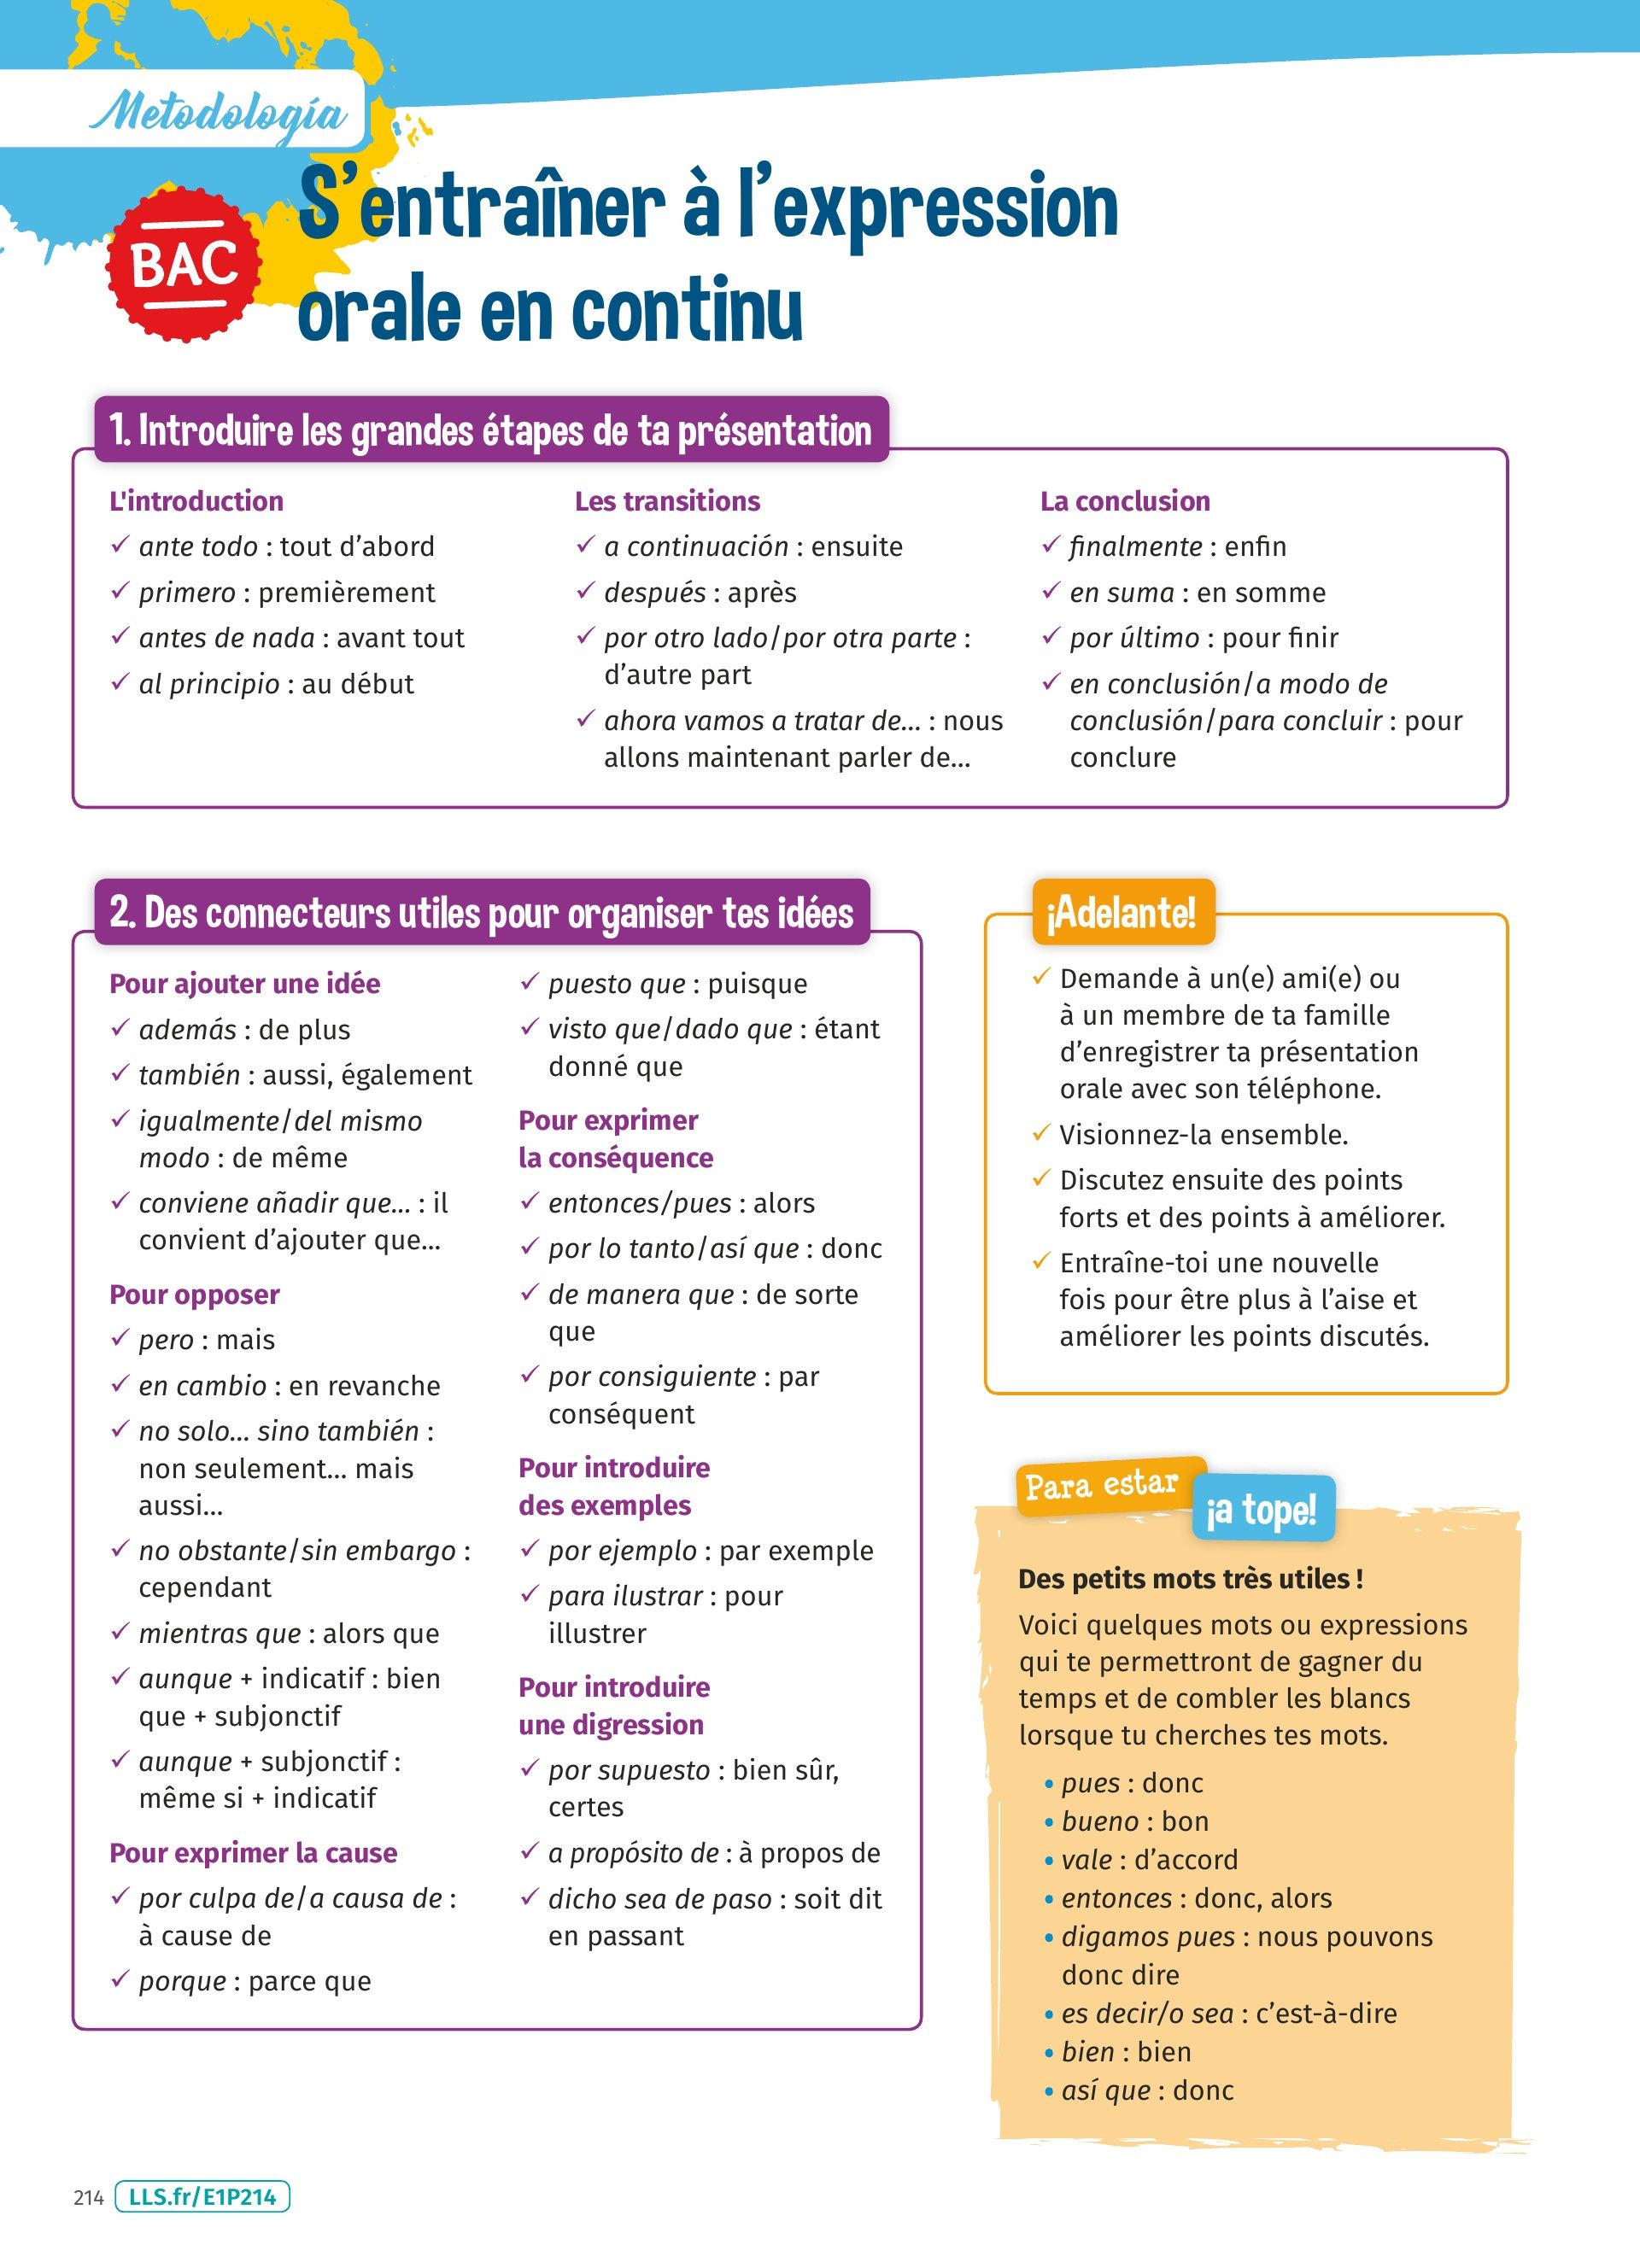 Metodología
BAC
S’entraîner à l’expression
orale en continu
1. Introduire les grandes étapes de ta présentation
L'introduction
✓ ante todo : tout d’abord
✓ primero : premièrement
✓ antes de nada : avant tout
✓ al principio : au début
Les transitions
✓ a continuación : ensuite
✓ después : après
✓ por otro lado/por otra parte :
d’autre part
✓ ahora vamos a tratar de... : nous
allons maintenant parler de...
La conclusion
✓ finalmente : enfin
✓ en suma : en somme
✓ por último : pour finir
✓ en conclusión/a modo de
conclusión/para concluir : pour
conclure
2. Des connecteurs utiles pour organiser tes idées
Pour ajouter une idée
✓ además : de plus
✓ también : aussi, également
✓ igualmente/del mismo
modo : de même
✓ conviene añadir que... : il
convient d’ajouter que...
Pour opposer
✓ pero : mais
✓ en cambio : en revanche
✓ no solo... sino también :
non seulement... mais
aussi...
✓ no obstante/sin embargo :
cependant
✓ mientras que : alors que
✓ aunque + indicatif : bien
que + subjonctif
✓ aunque + subjonctif :
même si + indicatif
Pour exprimer la cause
✓ por culpa de/a causa de :
à cause de
✓ porque : parce que
✓ puesto que : puisque
✓ visto que/dado que : étant
donné que
Pour exprimer
la conséquence
✓ entonces/pues : alors
✓ por lo tanto/así que : donc
✓ de manera que : de sorte
que
✓ por consiguiente : par
conséquent
Pour introduire
des exemples
✓ por ejemplo : par exemple
✓ para ilustrar : pour
illustrer
Pour introduire
une digression
✓ por supuesto : bien sûr,
certes
✓ a propósito de : à propos de
✓ dicho sea de paso : soit dit
en passant
¡Adelante!
✓ Demande à un(e) ami(e) ou
à un membre de ta famille
d’enregistrer ta présentation
orale avec son téléphone.
✓ Visionnez-la ensemble.
✓ Discutez ensuite des points
forts et des points à améliorer.
✓ Entraîne-toi une nouvelle
fois pour être plus à l’aise et
améliorer les points discutés.
Para estar
¡a tope!
Des petits mots très utiles !
Voici quelques mots ou expressions
qui te permettront de gagner du
temps et de combler les blancs
lorsque tu cherches tes mots.
• pues : donc
• bueno : bon
• vale : d’accord
• entonces : donc, alors
• digamos pues : nous pouvons
donc dire
• es decir/o sea : c’est-à-dire
• bien : bien
• así que : donc
214 LLS.fr/E1P214